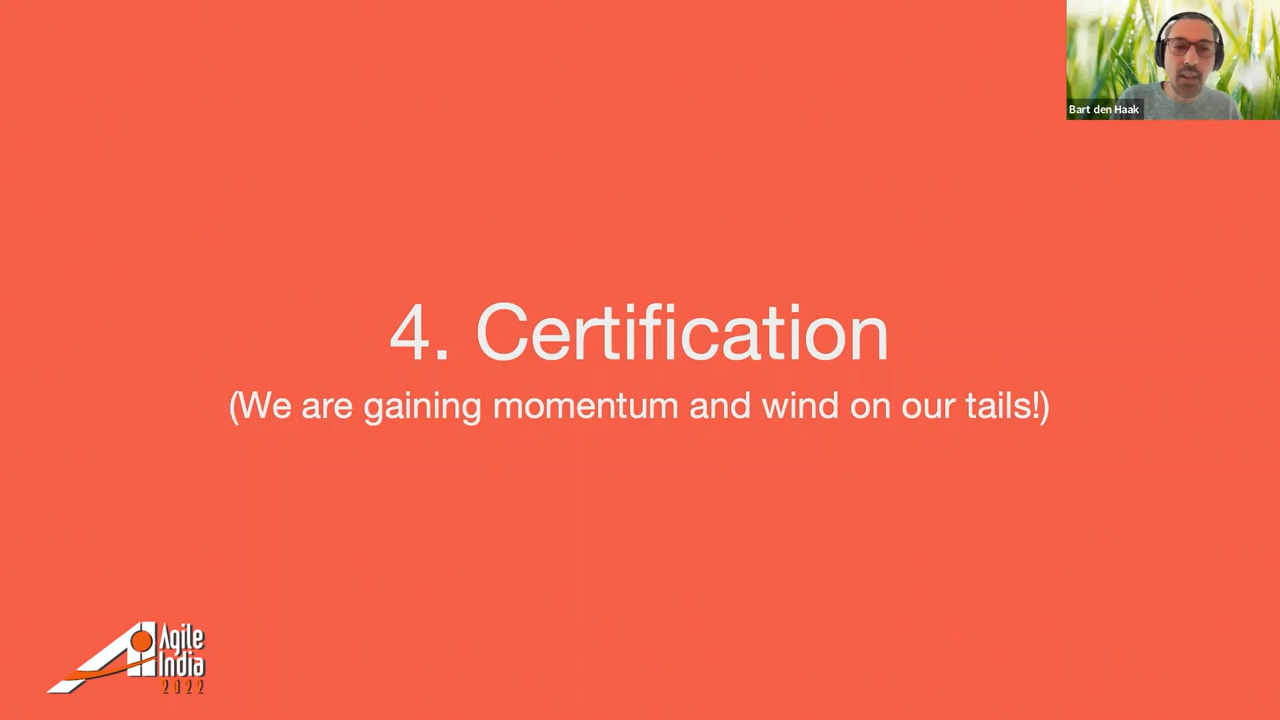 Bart den Haak
4. Certification
(We are gaining momentum and wind on our tails!)
Agile
India
2022